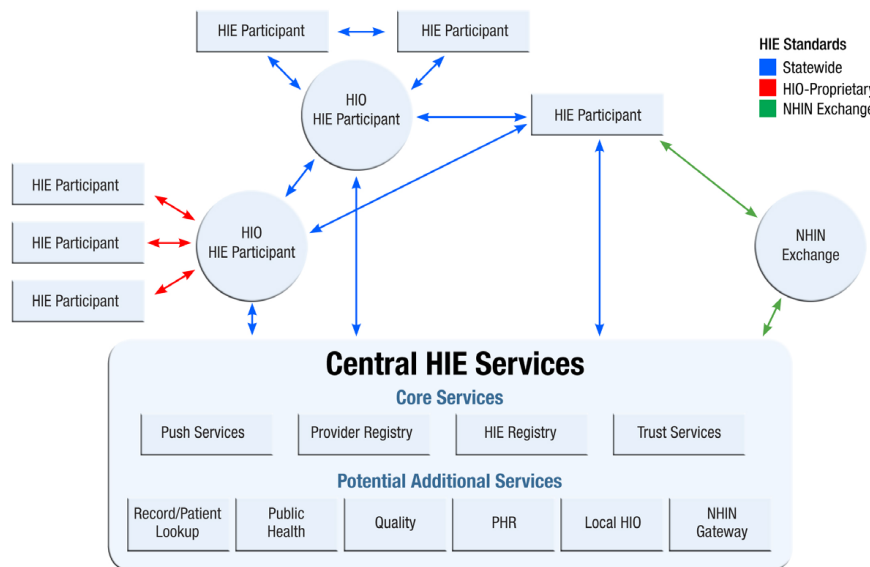 HIE Participant
HIE Participant
HIE Standards
Statewide
HIO-Proprietary
NHIN Exchange
HIO
HIE Participant
HIE Participant
HIE Participant
HIE Participant
HIE Participant
HIO
HIE Participant
NHIN
Exchange
Central HIE Services
Core Services
Push Services
Provider Registry
HIE Registry
Trust Services
Potential Additional Services
Record/Patient
Lookup
Public
Health
Quality
PHR
Local HIO
NHIN
Gateway